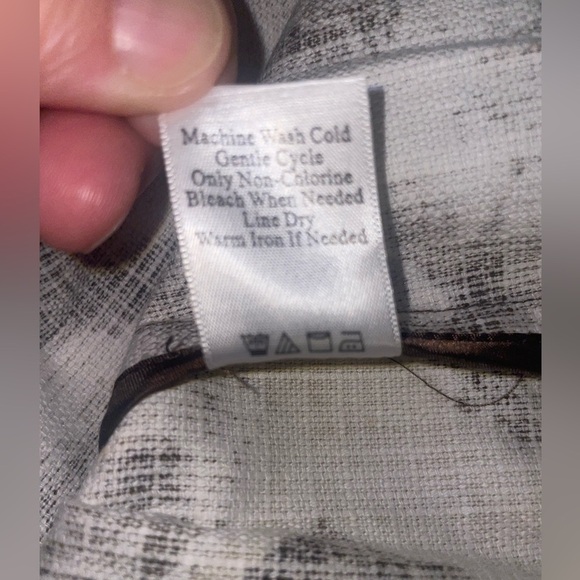 Machine Wash Cold
Gentle Cycle
Only Non-Colorine
Bleach When Needed
Line Dry
Warm Iron If Needed